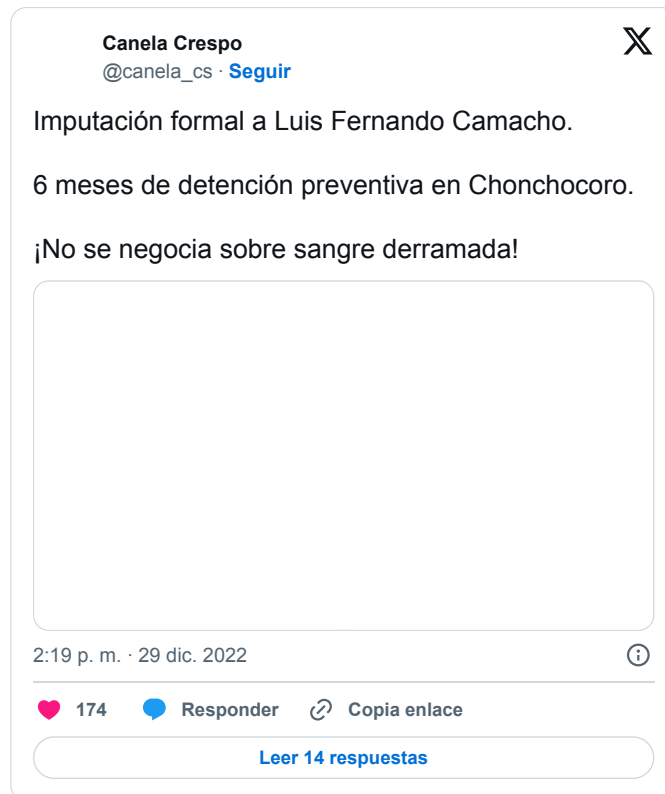 Canela Crespo
@canela_cs · Seguir
Imputación formal a Luis Fernando Camacho.
6 meses de detención preventiva en Chonchocoro.
¡No se negocia sobre sangre derramada!
2:19 p. m. · 29 dic. 2022
174 Responder Copia enlace
Leer 14 respuestas